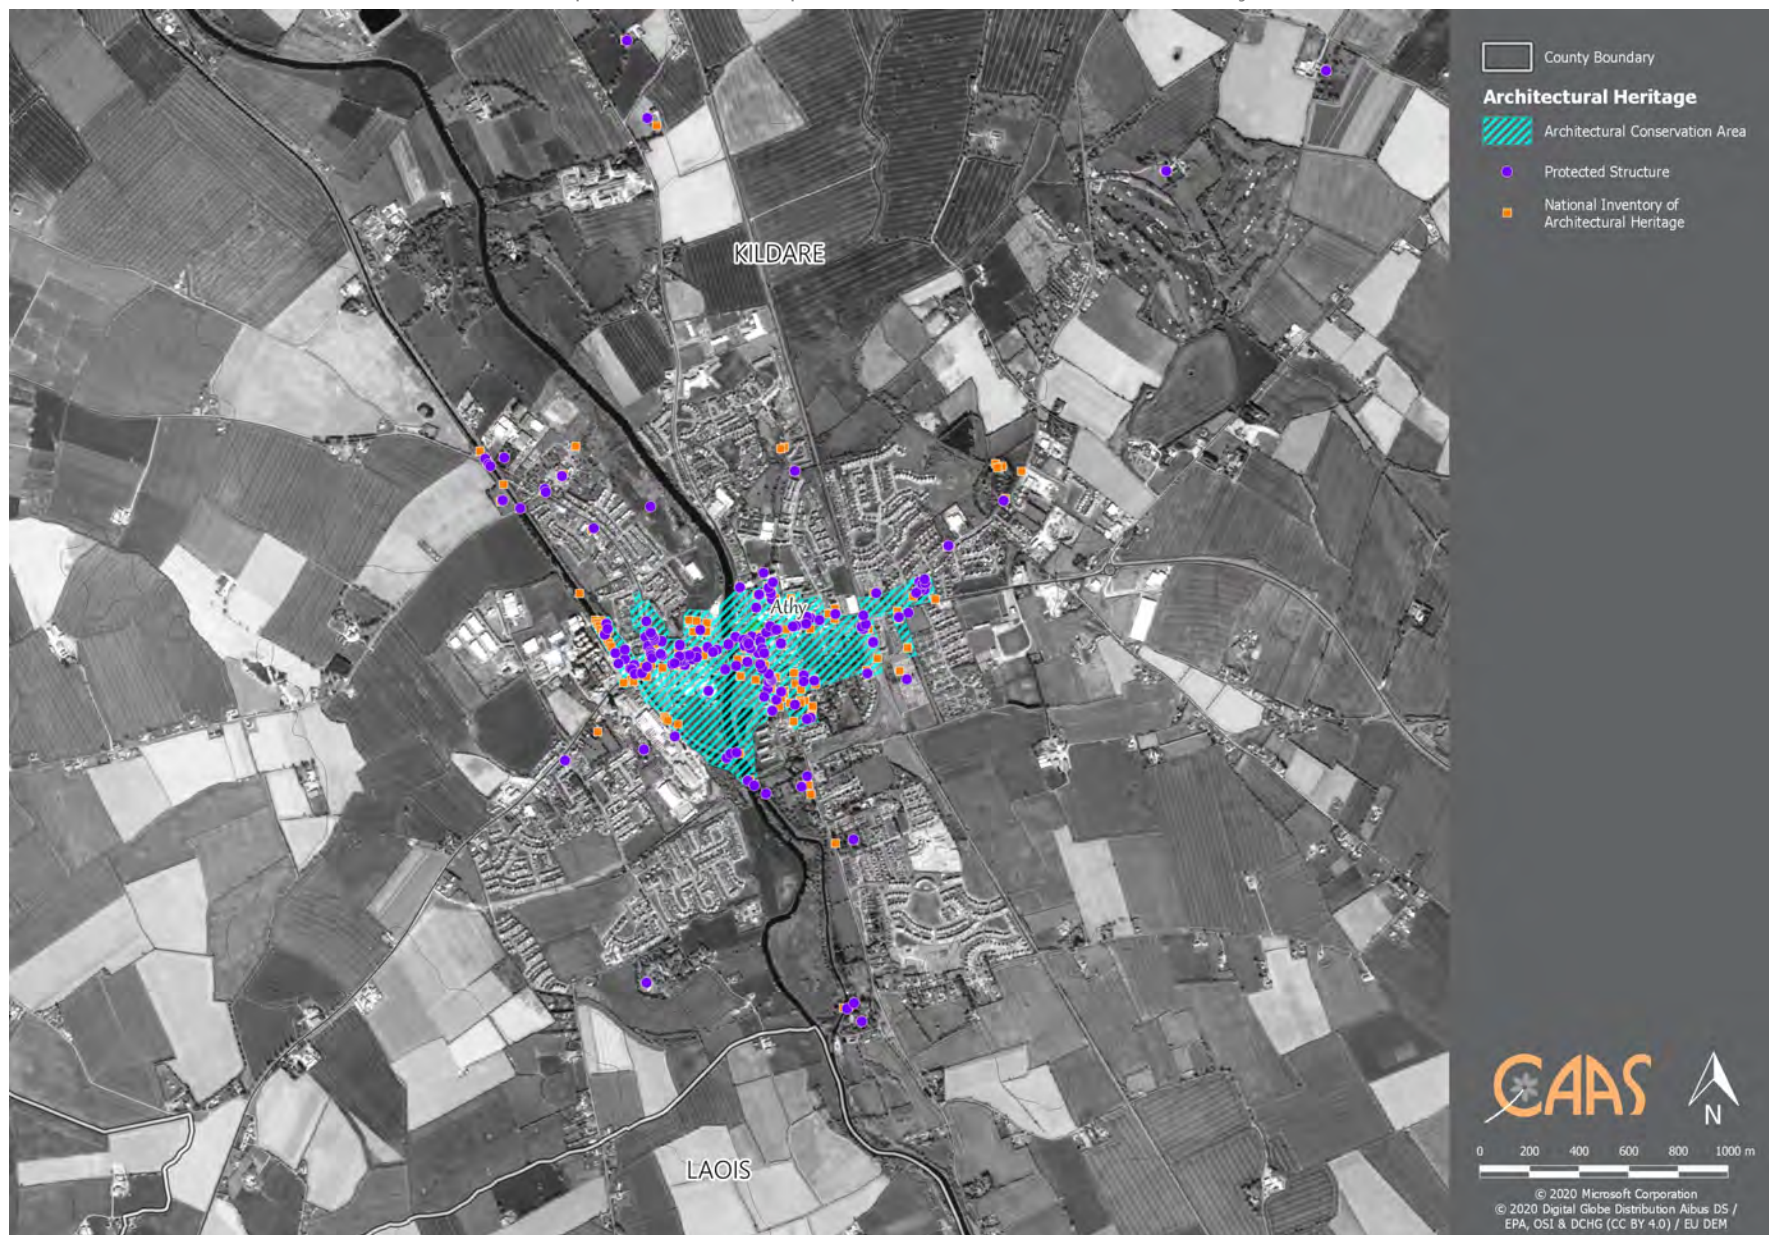 County Boundary
Architectural Heritage
Architectural Conservation Area
Protected Structure
National Inventory of
Architectural Heritage
KILDARE
Athy
LAOIS
CAAS
N
0 200 400 600 800 1000 m
© 2020 Microsoft Corporation
© 2020 Digital Globe Distribution Aibus DS /
EPA, OSI & DCHG (CC BY 4.0) / EU DEM